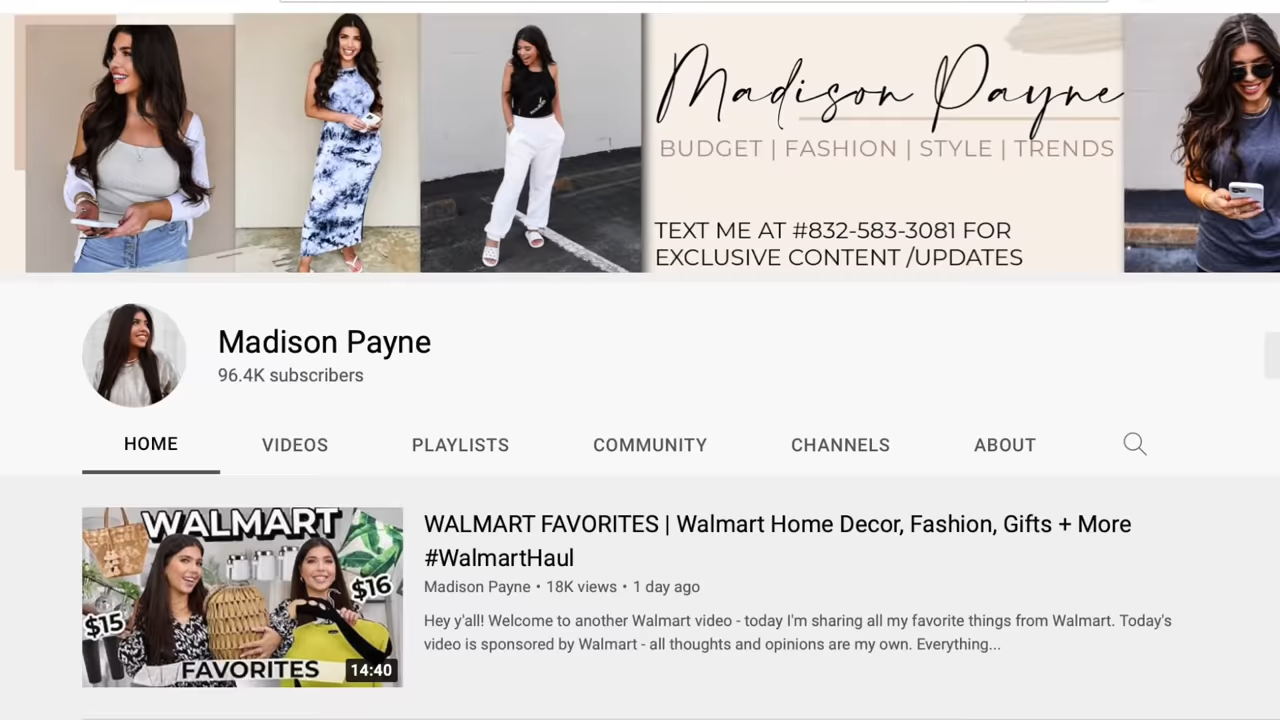 Madison Payne
BUDGET | FASHION | STYLE | TRENDS
TEXT ME AT #832-583-3081 FOR
EXCLUSIVE CONTENT /UPDATES
Madison Payne
96.4K subscribers
HOME VIDEOS PLAYLISTS COMMUNITY CHANNELS ABOUT
WALMART
$16
$15
FAVORITES
14:40
WALMART FAVORITES | Walmart Home Decor, Fashion, Gifts + More
#WalmartHaul
Madison Payne • 18K views • 1 day ago
Hey y'all! Welcome to another Walmart video - today I'm sharing all my favorite things from Walmart. Today's
video is sponsored by Walmart - all thoughts and opinions are my own. Everything...